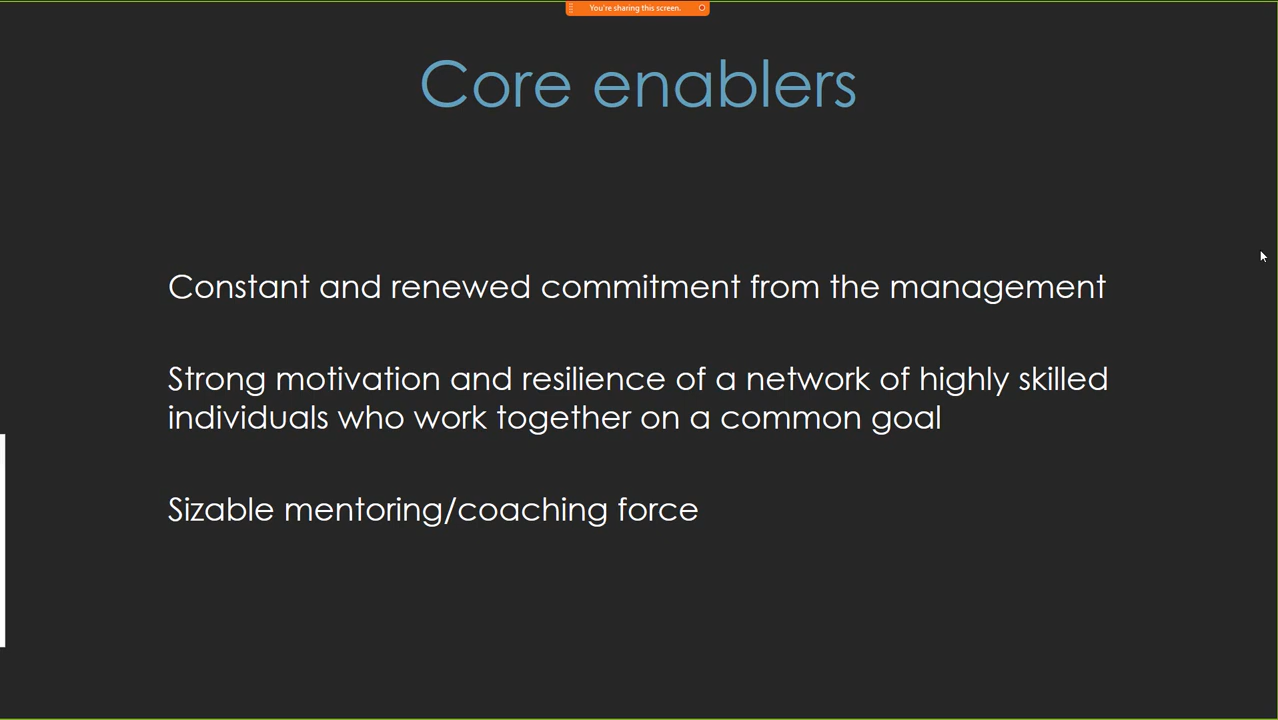 You're sharing this screen.
Core enablers
Constant and renewed commitment from the management
Strong motivation and resilience of a network of highly skilled
individuals who work together on a common goal
Sizable mentoring/coaching force